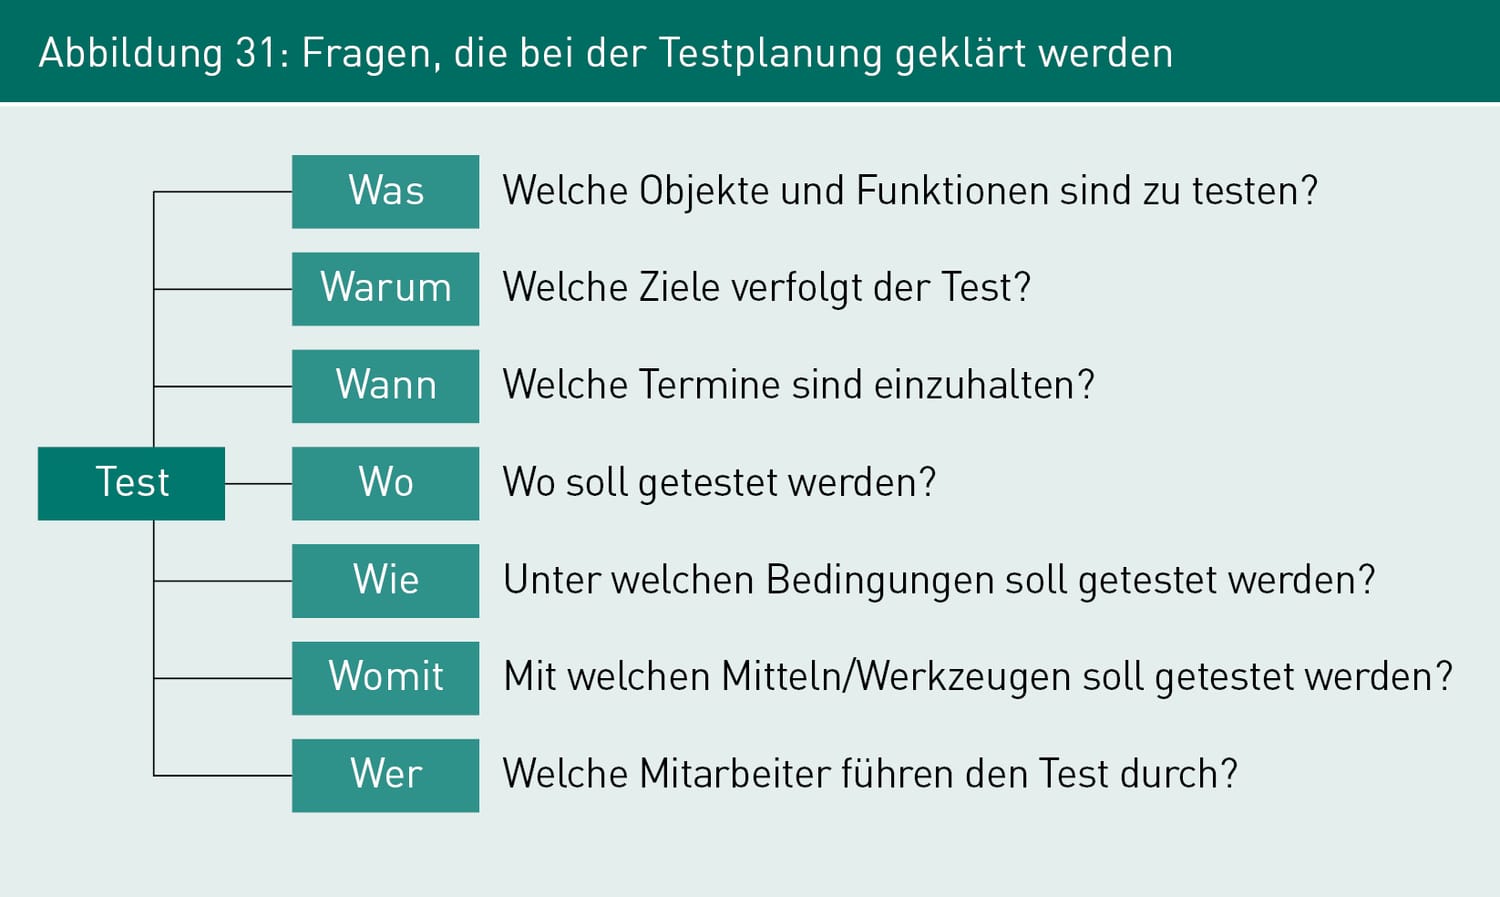 Abbildung 31: Fragen, die bei der Testplanung geklärt werden
Was Welche Objekte und Funktionen sind zu testen?
Warum Welche Ziele verfolgt der Test?
Wann Welche Termine sind einzuhalten?
Test Wo Wo soll getestet werden?
Wie Unter welchen Bedingungen soll getestet werden?
Womit Mit welchen Mitteln/Werkzeugen soll getestet werden?
Wer Welche Mitarbeiter führen den Test durch?